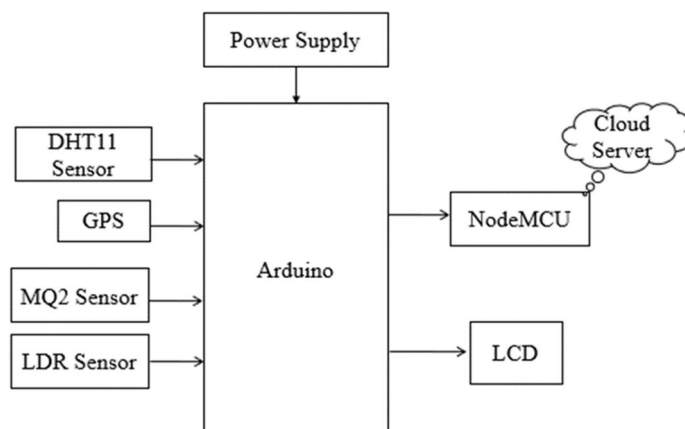 Power Supply
DHT11
Sensor
GPS
MQ2 Sensor
LDR Sensor
Arduino
Cloud
Server
NodeMCU
LCD